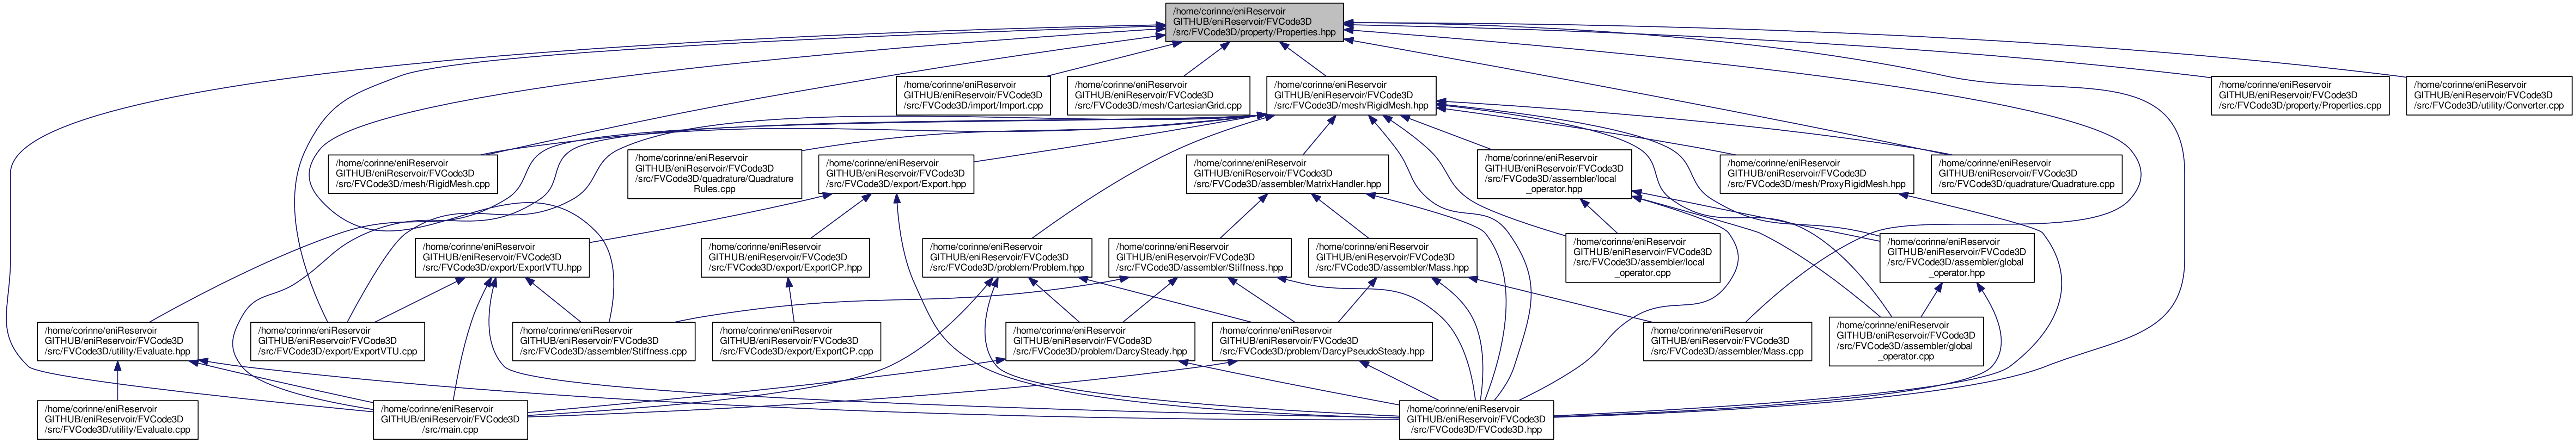 /home/corinne/eniReservoir
GITHUB/eniReservoir/FVCode3D
/src/FVCode3D/property/Properties.hpp
/home/corinne/eniReservoir
GITHUB/eniReservoir/FVCode3D
/src/FVCode3D/import/Import.cpp
/home/corinne/eniReservoir
GITHUB/eniReservoir/FVCode3D
/src/FVCode3D/mesh/CartesianGrid.cpp
/home/corinne/eniReservoir
GITHUB/eniReservoir/FVCode3D
/src/FVCode3D/mesh/RigidMesh.hpp
/home/corinne/eniReservoir
GITHUB/eniReservoir/FVCode3D
/src/FVCode3D/property/Properties.cpp
/home/corinne/eniReservoir
GITHUB/eniReservoir/FVCode3D
/src/FVCode3D/utility/Converter.cpp
/home/corinne/eniReservoir
GITHUB/eniReservoir/FVCode3D
/src/FVCode3D/mesh/RigidMesh.cpp
/home/corinne/eniReservoir
GITHUB/eniReservoir/FVCode3D
/src/FVCode3D/quadrature/Quadrature
Rules.cpp
/home/corinne/eniReservoir
GITHUB/eniReservoir/FVCode3D
/src/FVCode3D/export/Export.hpp
/home/corinne/eniReservoir
GITHUB/eniReservoir/FVCode3D
/src/FVCode3D/assembler/MatrixHandler.hpp
/home/corinne/eniReservoir
GITHUB/eniReservoir/FVCode3D
/src/FVCode3D/assembler/local
_operator.hpp
/home/corinne/eniReservoir
GITHUB/eniReservoir/FVCode3D
/src/FVCode3D/mesh/ProxyRigidMesh.hpp
/home/corinne/eniReservoir
GITHUB/eniReservoir/FVCode3D
/src/FVCode3D/quadrature/Quadrature.cpp
/home/corinne/eniReservoir
GITHUB/eniReservoir/FVCode3D
/src/FVCode3D/export/ExportVTU.hpp
/home/corinne/eniReservoir
GITHUB/eniReservoir/FVCode3D
/src/FVCode3D/export/ExportCP.hpp
/home/corinne/eniReservoir
GITHUB/eniReservoir/FVCode3D
/src/FVCode3D/problem/Problem.hpp
/home/corinne/eniReservoir
GITHUB/eniReservoir/FVCode3D
/src/FVCode3D/assembler/Stiffness.hpp
/home/corinne/eniReservoir
GITHUB/eniReservoir/FVCode3D
/src/FVCode3D/assembler/Mass.hpp
/home/corinne/eniReservoir
GITHUB/eniReservoir/FVCode3D
/src/FVCode3D/assembler/local
_operator.cpp
/home/corinne/eniReservoir
GITHUB/eniReservoir/FVCode3D
/src/FVCode3D/assembler/global
_operator.hpp
/home/corinne/eniReservoir
GITHUB/eniReservoir/FVCode3D
/src/FVCode3D/utility/Evaluate.hpp
/home/corinne/eniReservoir
GITHUB/eniReservoir/FVCode3D
/src/FVCode3D/export/ExportVTU.cpp
/home/corinne/eniReservoir
GITHUB/eniReservoir/FVCode3D
/src/FVCode3D/assembler/Stiffness.cpp
/home/corinne/eniReservoir
GITHUB/eniReservoir/FVCode3D
/src/FVCode3D/export/ExportCP.cpp
/home/corinne/eniReservoir
GITHUB/eniReservoir/FVCode3D
/src/FVCode3D/problem/DarcySteady.hpp
/home/corinne/eniReservoir
GITHUB/eniReservoir/FVCode3D
/src/FVCode3D/problem/DarcyPseudoSteady.hpp
/home/corinne/eniReservoir
GITHUB/eniReservoir/FVCode3D
/src/FVCode3D/assembler/Mass.cpp
/home/corinne/eniReservoir
GITHUB/eniReservoir/FVCode3D
/src/FVCode3D/assembler/global
_operator.cpp
/home/corinne/eniReservoir
GITHUB/eniReservoir/FVCode3D
/src/FVCode3D/utility/Evaluate.cpp
/home/corinne/eniReservoir
GITHUB/eniReservoir/FVCode3D
/src/main.cpp
/home/corinne/eniReservoir
GITHUB/eniReservoir/FVCode3D
/src/FVCode3D/FVCode3D.hpp